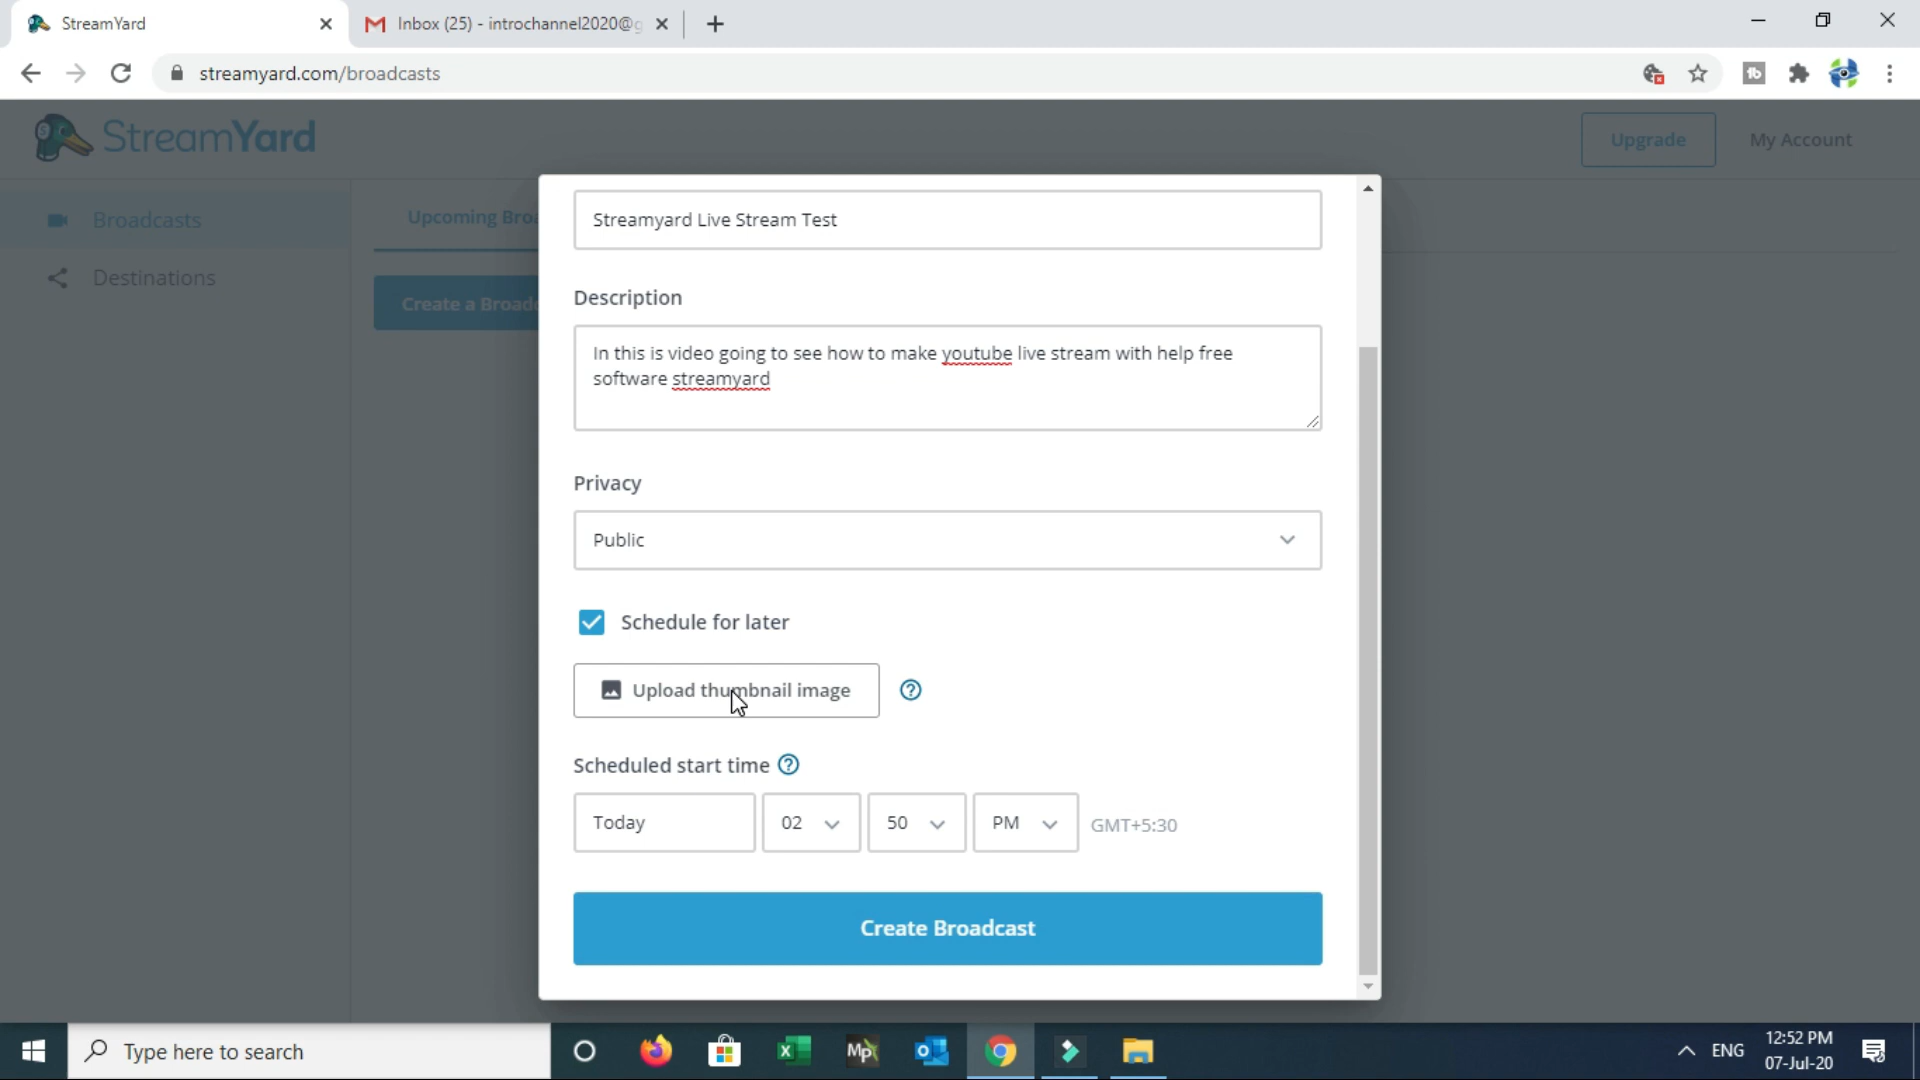 StreamYard
Inbox (25) - introchannel2020@g
streamyard.com/broadcasts
StreamYard
Upgrade
My Account
Broadcasts
Destinations
Upcoming Bro
Create a Broad
Streamyard Live Stream Test
Description
In this is video going to see how to make youtube live stream with help free
software streamyard
Privacy
Public
Schedule for later
Upload thumbnail image
Scheduled start time
Today
02
50
PM
GMT+5:30
Create Broadcast
Type here to search
ENG
12:52 PM
07-Jul-20